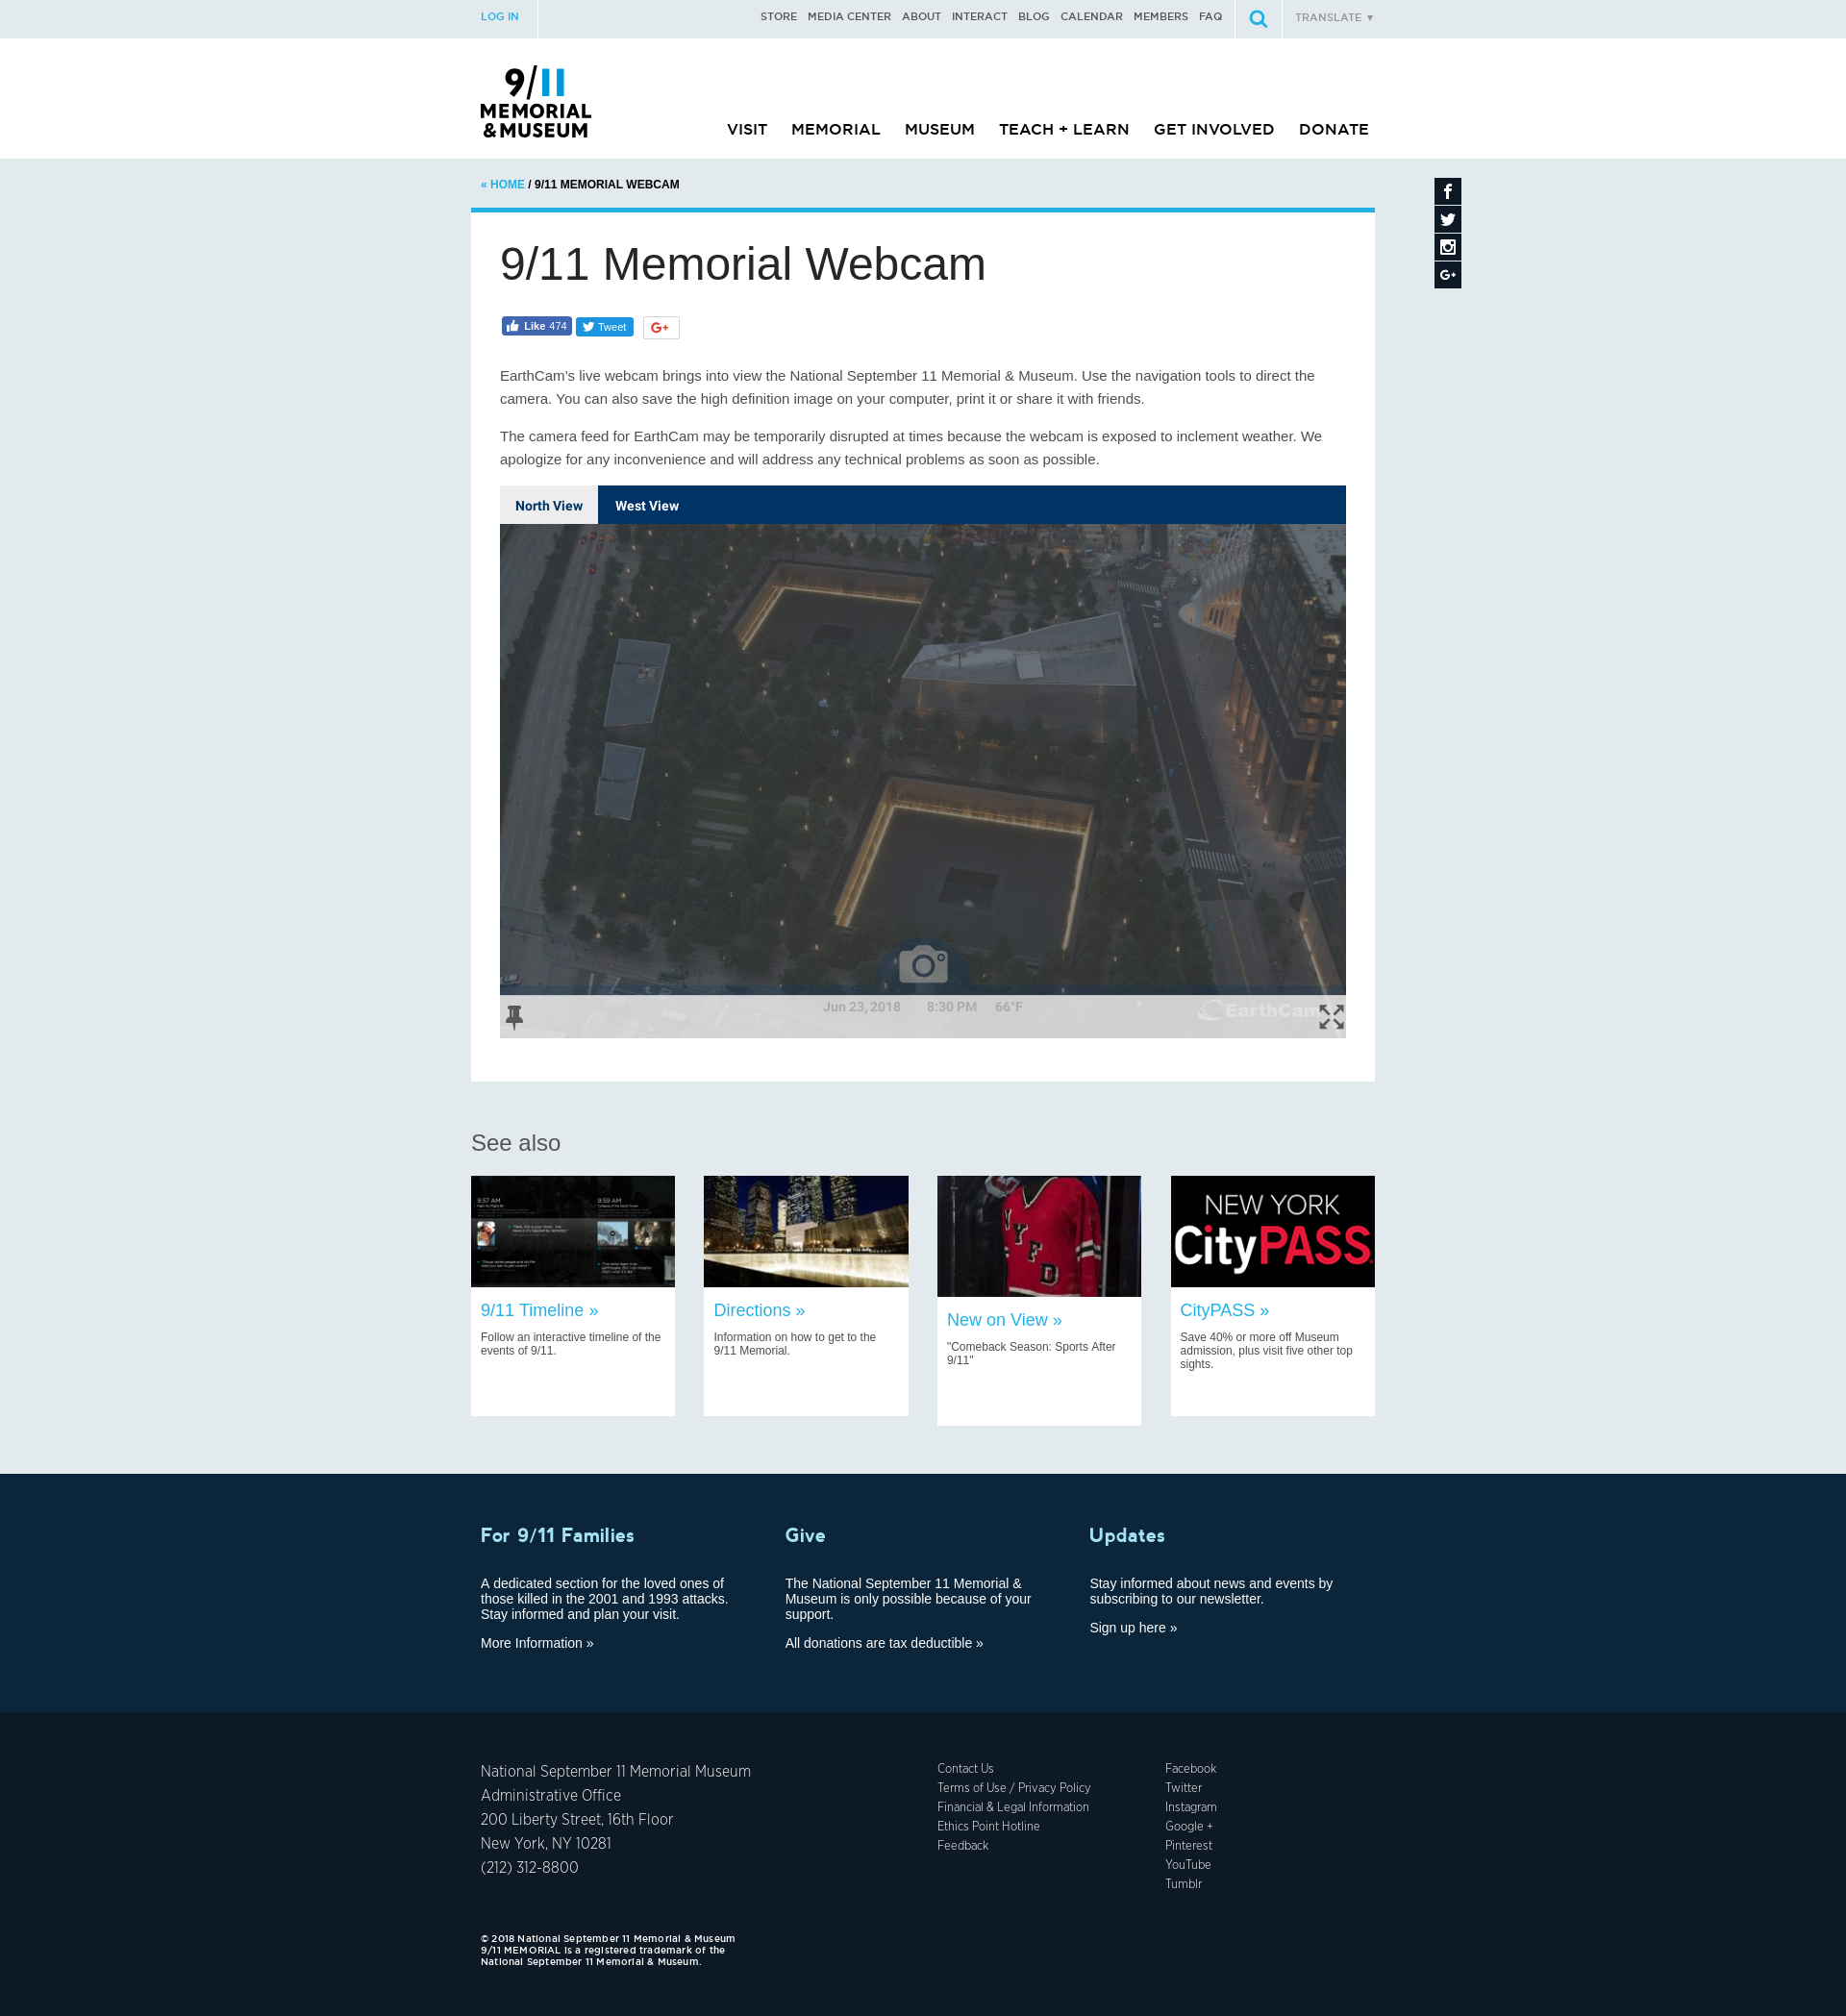 LOG IN
STORE MEDIA CENTER ABOUT INTERACT BLOG CALENDAR MEMBERS FAQ
TRANSLATE ▼
9/11
MEMORIAL
&MUSEUM
VISIT MEMORIAL MUSEUM TEACH + LEARN GET INVOLVED DONATE
« HOME / 9/11 MEMORIAL WEBCAM
9/11 Memorial Webcam
Like 474
Tweet
G+
EarthCam's live webcam brings into view the National September 11 Memorial & Museum. Use the navigation tools to direct the
camera. You can also save the high definition image on your computer, print it or share it with friends.
The camera feed for EarthCam may be temporarily disrupted at times because the webcam is exposed to inclement weather. We
apologize for any inconvenience and will address any technical problems as soon as possible.
North View West View
Jun 23, 2018 8:30 PM 66°F
EarthCam
See also
9:57 AM
9:59 AM
NYFD
NEW YORK
CityPASS
9/11 Timeline »
Follow an interactive timeline of the
events of 9/11.
Directions »
Information on how to get to the
9/11 Memorial.
New on View »
"Comeback Season: Sports After
9/11"
CityPASS »
Save 40% or more off Museum
admission, plus visit five other top
sights.
For 9/11 Families
A dedicated section for the loved ones of
those killed in the 2001 and 1993 attacks.
Stay informed and plan your visit.
More Information »
Give
The National September 11 Memorial &
Museum is only possible because of your
support.
All donations are tax deductible »
Updates
Stay informed about news and events by
subscribing to our newsletter.
Sign up here »
National September 11 Memorial Museum
Administrative Office
200 Liberty Street, 16th Floor
New York, NY 10281
(212) 312-8800
Contact Us
Terms of Use / Privacy Policy
Financial & Legal Information
Ethics Point Hotline
Feedback
Facebook
Twitter
Instagram
Google +
Pinterest
YouTube
Tumblr
© 2018 National September 11 Memorial & Museum
9/11 MEMORIAL is a registered trademark of the
National September 11 Memorial & Museum.